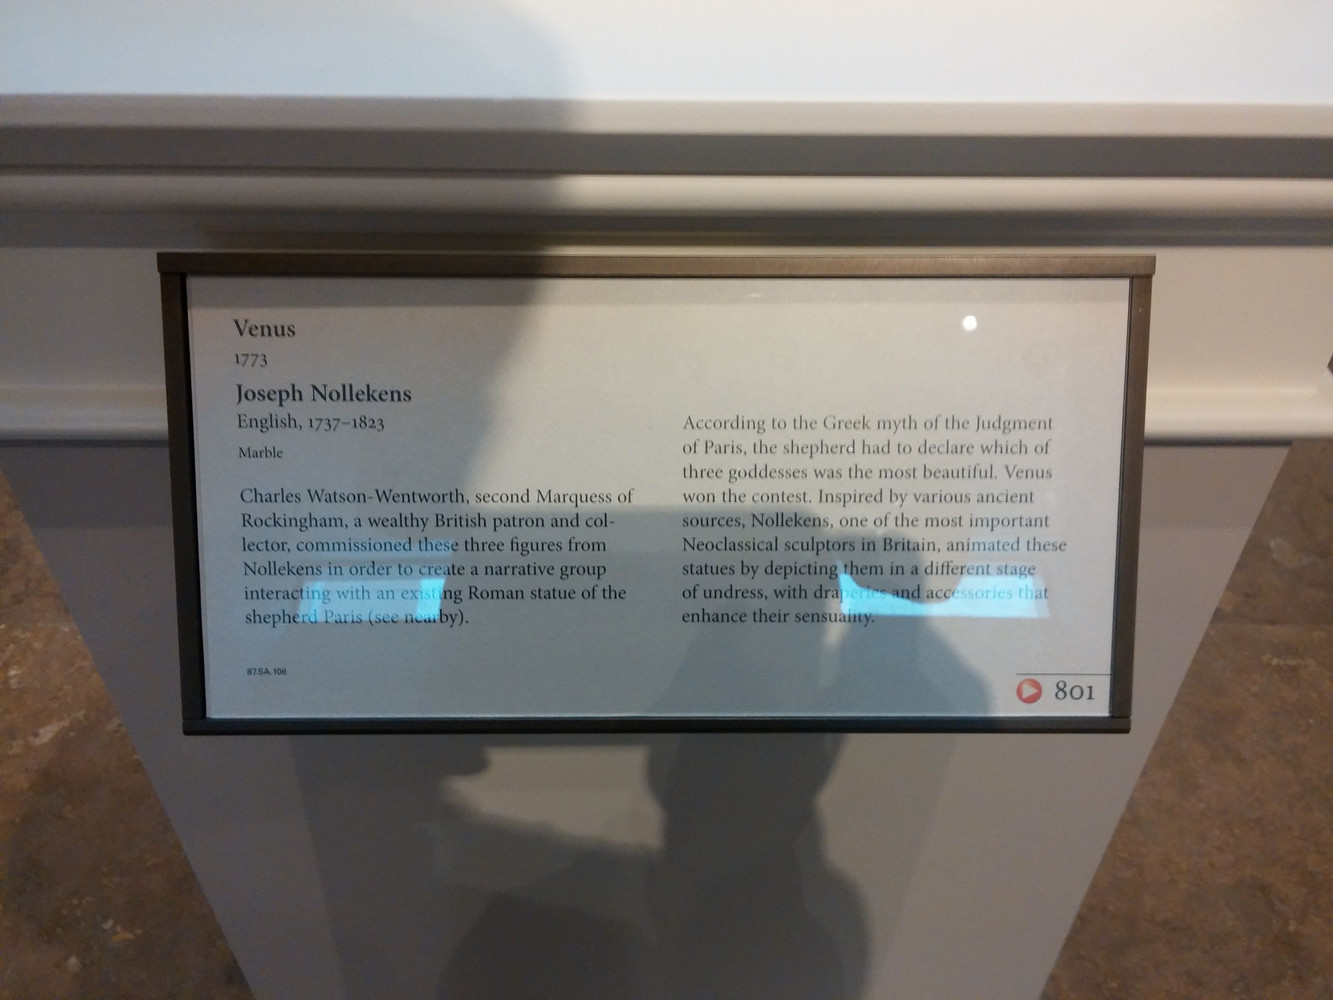 Venus
1773
Joseph Nollekens
English, 1737–1823
Marble
Charles Watson-Wentworth, second Marquess of
Rockingham, a wealthy British patron and col-
lector, commissioned these three figures from
Nollekens in order to create a narrative group
interacting with an existing Roman statue of the
shepherd Paris (see nearby).
87.SA.106
According to the Greek myth of the Judgment
of Paris, the shepherd had to declare which of
three goddesses was the most beautiful. Venus
won the contest. Inspired by various ancient
sources, Nollekens, one of the most important
Neoclassical sculptors in Britain, animated these
statues by depicting them in a different stage
of undress, with draperies and accessories that
enhance their sensuality.
801